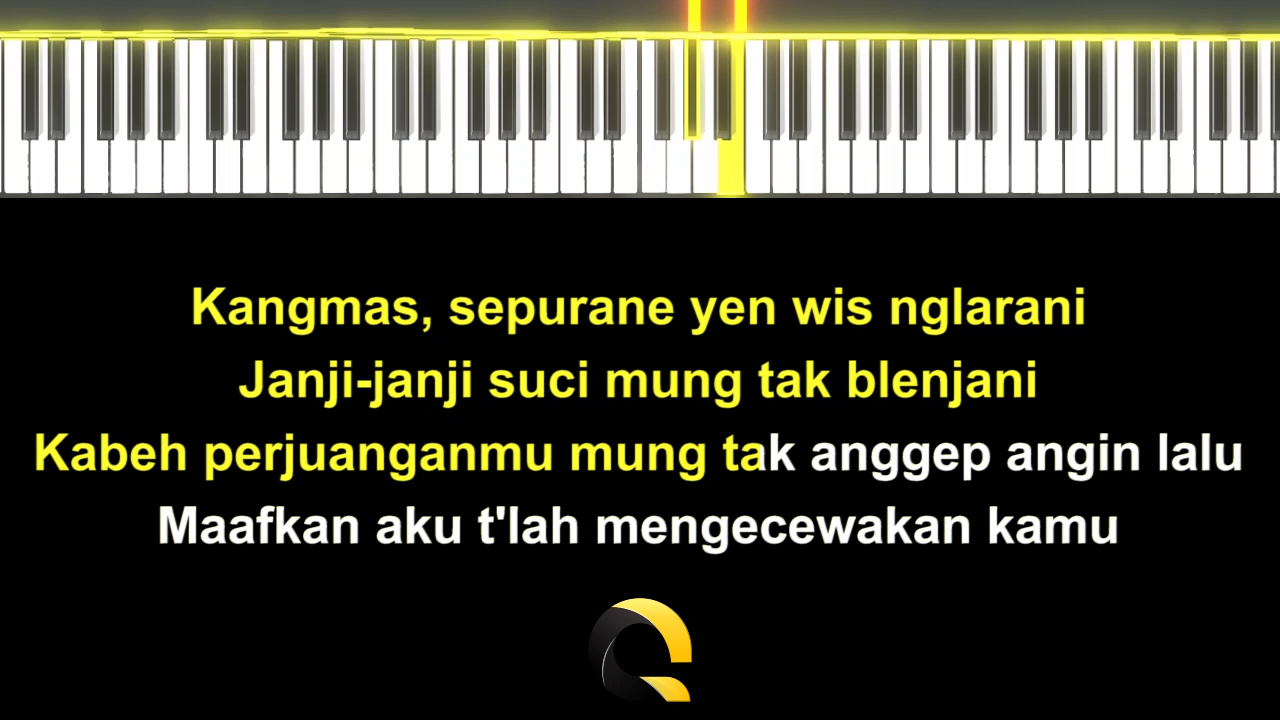 Kangmas, sepurane yen wis nglarani
Janji-janji suci mung tak blenjani
Kabeh perjuanganmu mung tak anggep angin lalu
Maafkan aku t'lah mengecewakan kamu